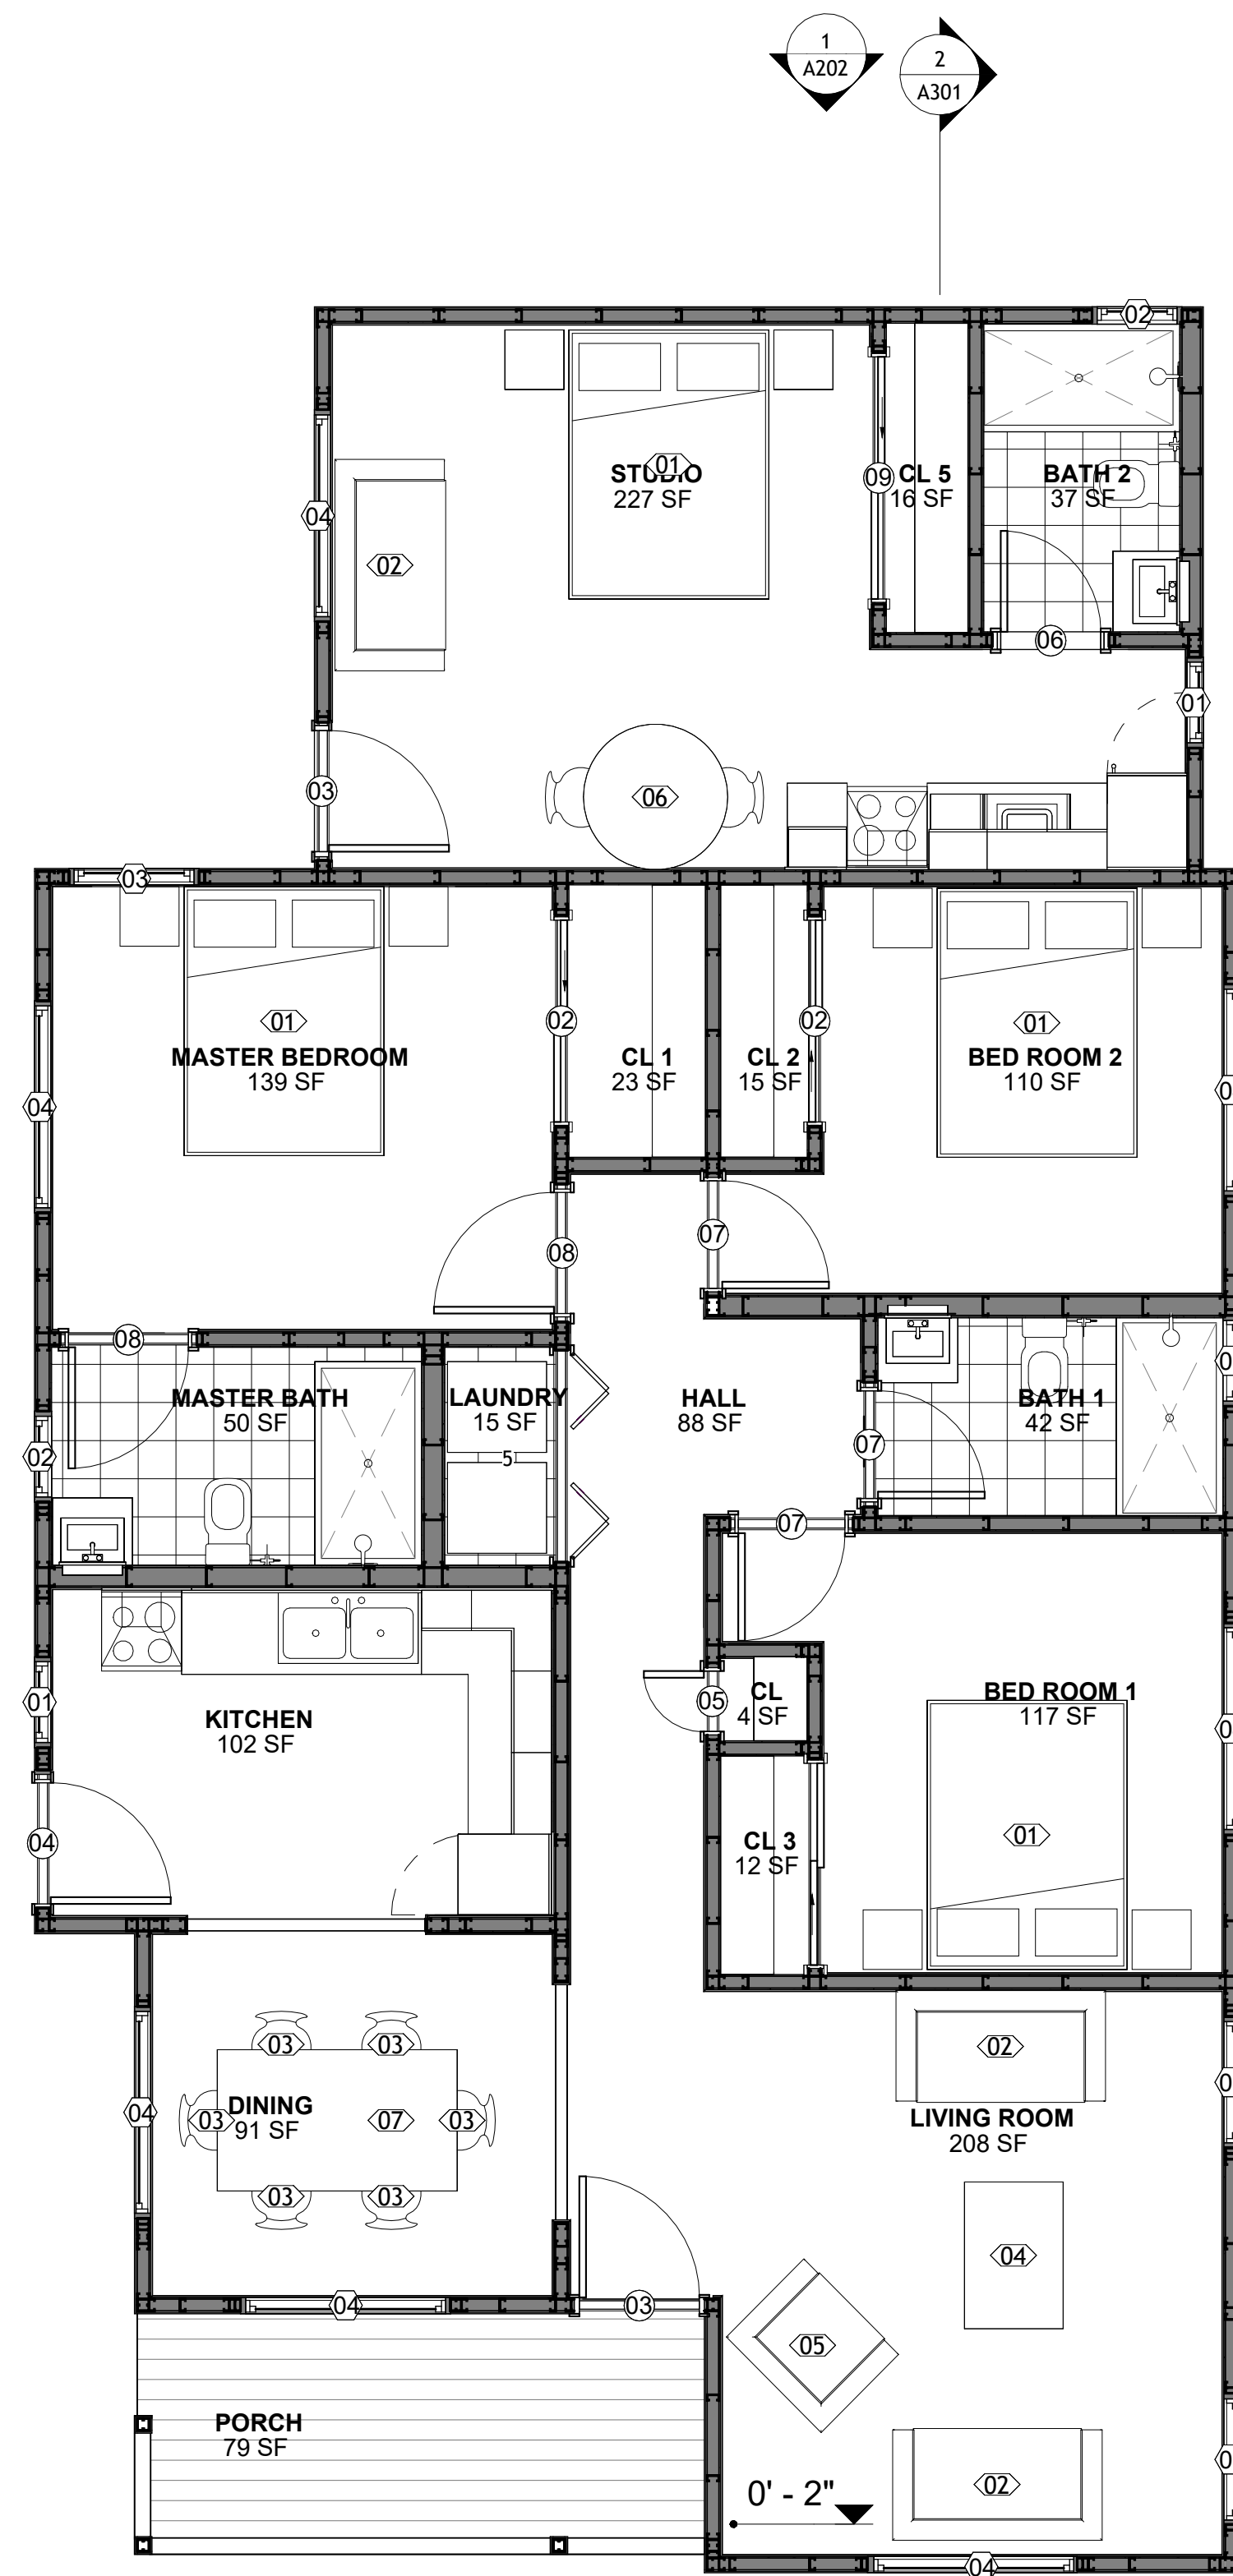 1
A202
2
A301
02
01
STUDIO
227 SF
09
CL 5
16 SF
BATH 2
37 SF
04
02
06
01
03
06
03
01
MASTER BEDROOM
139 SF
02
CL 1
23 SF
CL 2
15 SF
02
01
BED ROOM 2
110 SF
04
08
07
08
MASTER BATH
50 SF
LAUNDRY
15 SF
5
HALL
88 SF
BATH 1
42 SF
02
07
07
01
KITCHEN
102 SF
05
CL
4 SF
BED ROOM 1
117 SF
04
CL 3
12 SF
01
03
03
02
04
DINING
91 SF
03
07
03
LIVING ROOM
208 SF
03
03
04
04
03
05
PORCH
79 SF
02
0' - 2"
04